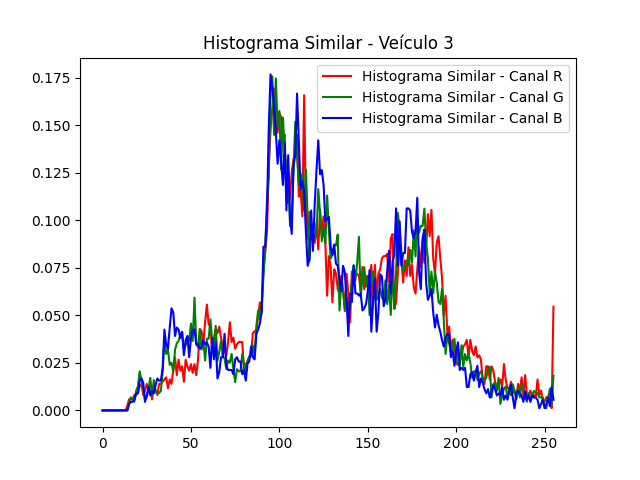 Histograma Similar - Veículo 3
Histograma Similar - Canal R
Histograma Similar - Canal G
Histograma Similar - Canal B
0.175
0.150
0.125
0.100
0.075
0.050
0.025
0.000
0 50 100 150 200 250